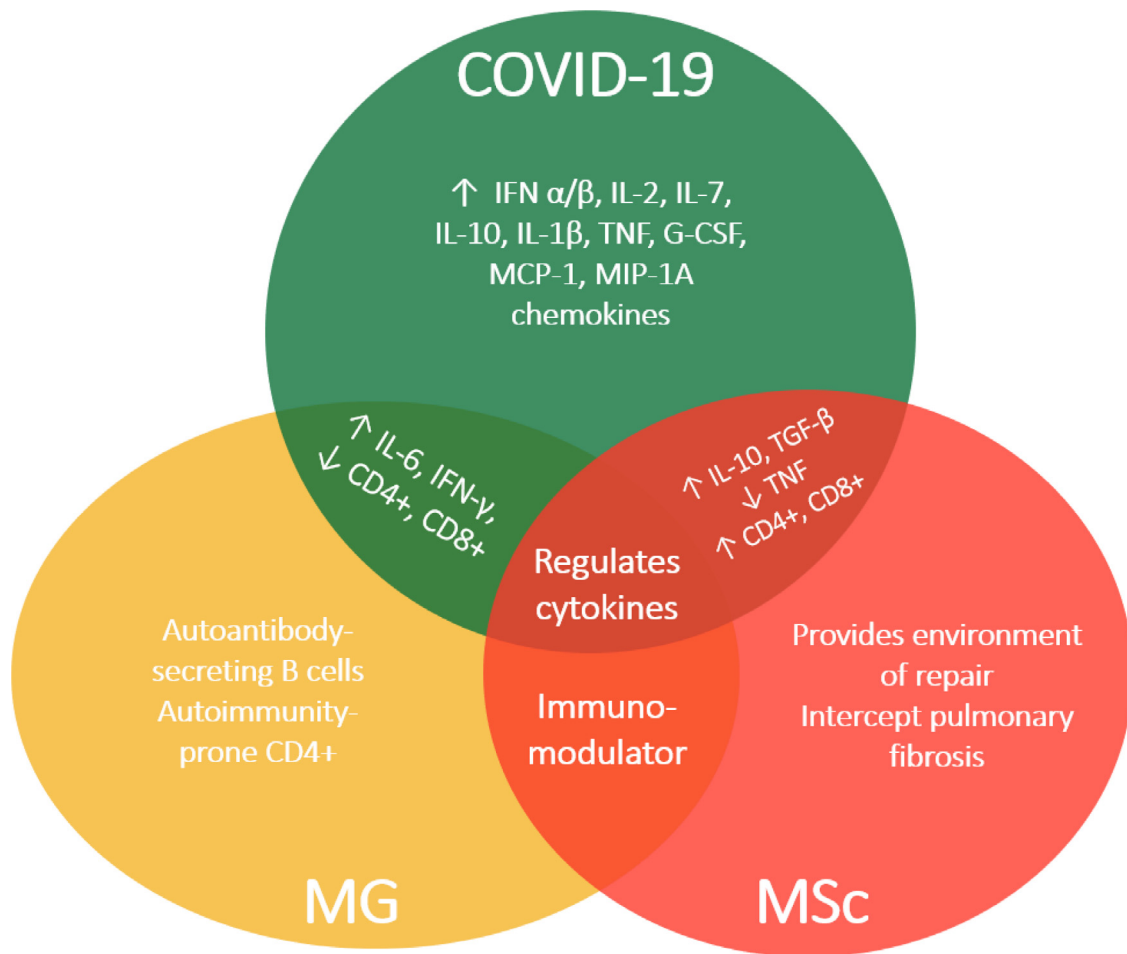 COVID-19
↑ IFN α/β, IL-2, IL-7,
IL-10, IL-1β, TNF, G-CSF,
MCP-1, MIP-1A
chemokines
↑ IL-6, IFN-γ,
↓ CD4+, CD8+
↑ IL-10, TGF-β
↓ TNF
↑ CD4+, CD8+
Regulates
cytokines
Autoantibody-
secreting B cells
Autoimmunity-
prone CD4+
Immuno-
modulator
Provides environment
of repair
Intercept pulmonary
fibrosis
MG
MSc